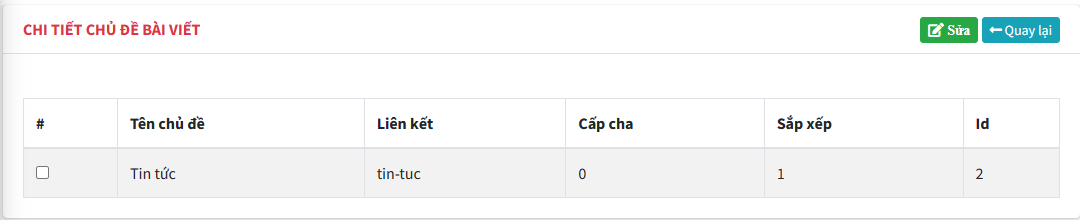 CHI TIẾT CHỦ ĐỀ BÀI VIẾT Sửa Quay lại
# Tên chủ đề Liên kết Cấp cha Sắp xếp Id
Tin tức tin-tuc 0 1 2